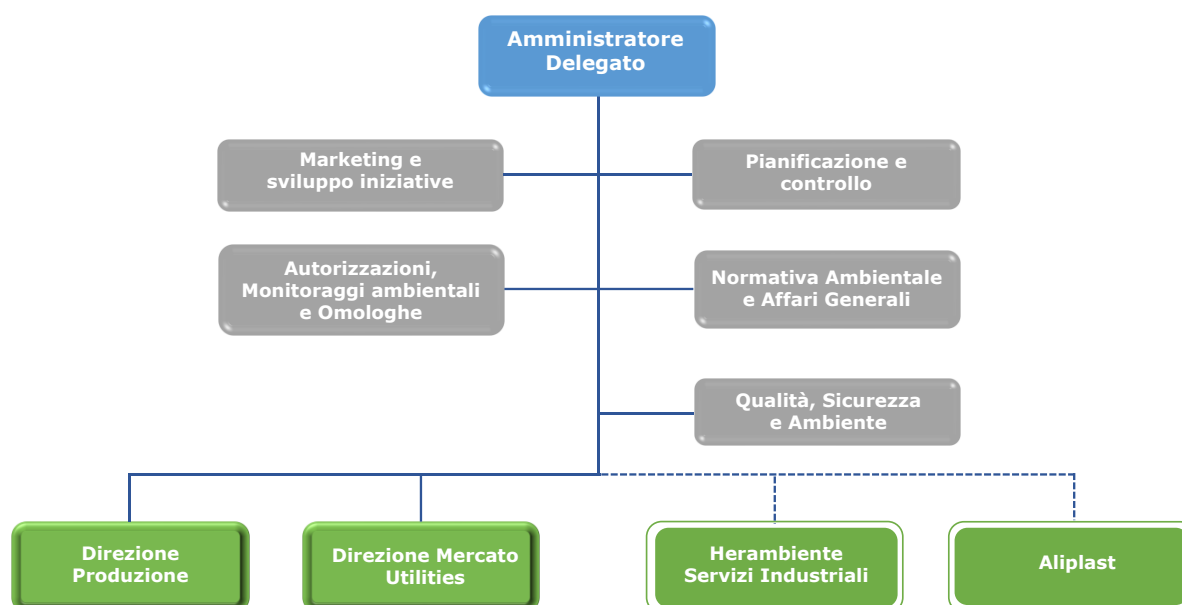 Amministratore
Delegato
Marketing e
sviluppo iniziative
Pianificazione e
controllo
Autorizzazioni,
Monitoraggi ambientali
e Omologhe
Normativa Ambientale
e Affari Generali
Qualità, Sicurezza
e Ambiente
Direzione
Produzione
Direzione Mercato
Utilities
Herambiente
Servizi Industriali
Aliplast